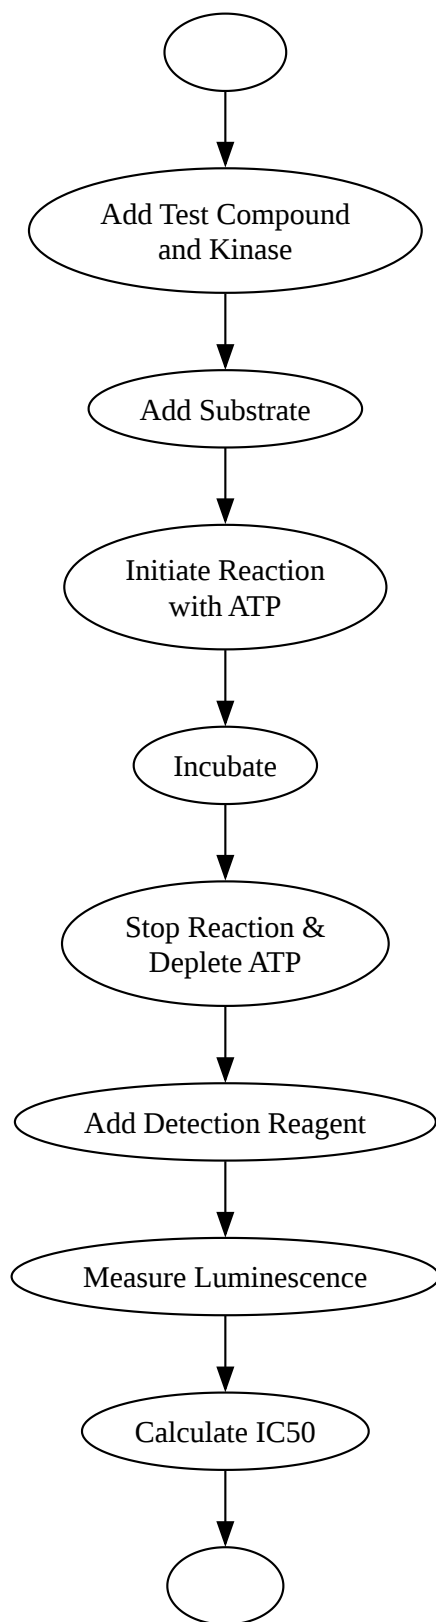 Add Test Compound
and Kinase
Add Substrate
Initiate Reaction
with ATP
Incubate
Stop Reaction &
Deplete ATP
Add Detection Reagent
Measure Luminescence
Calculate IC50